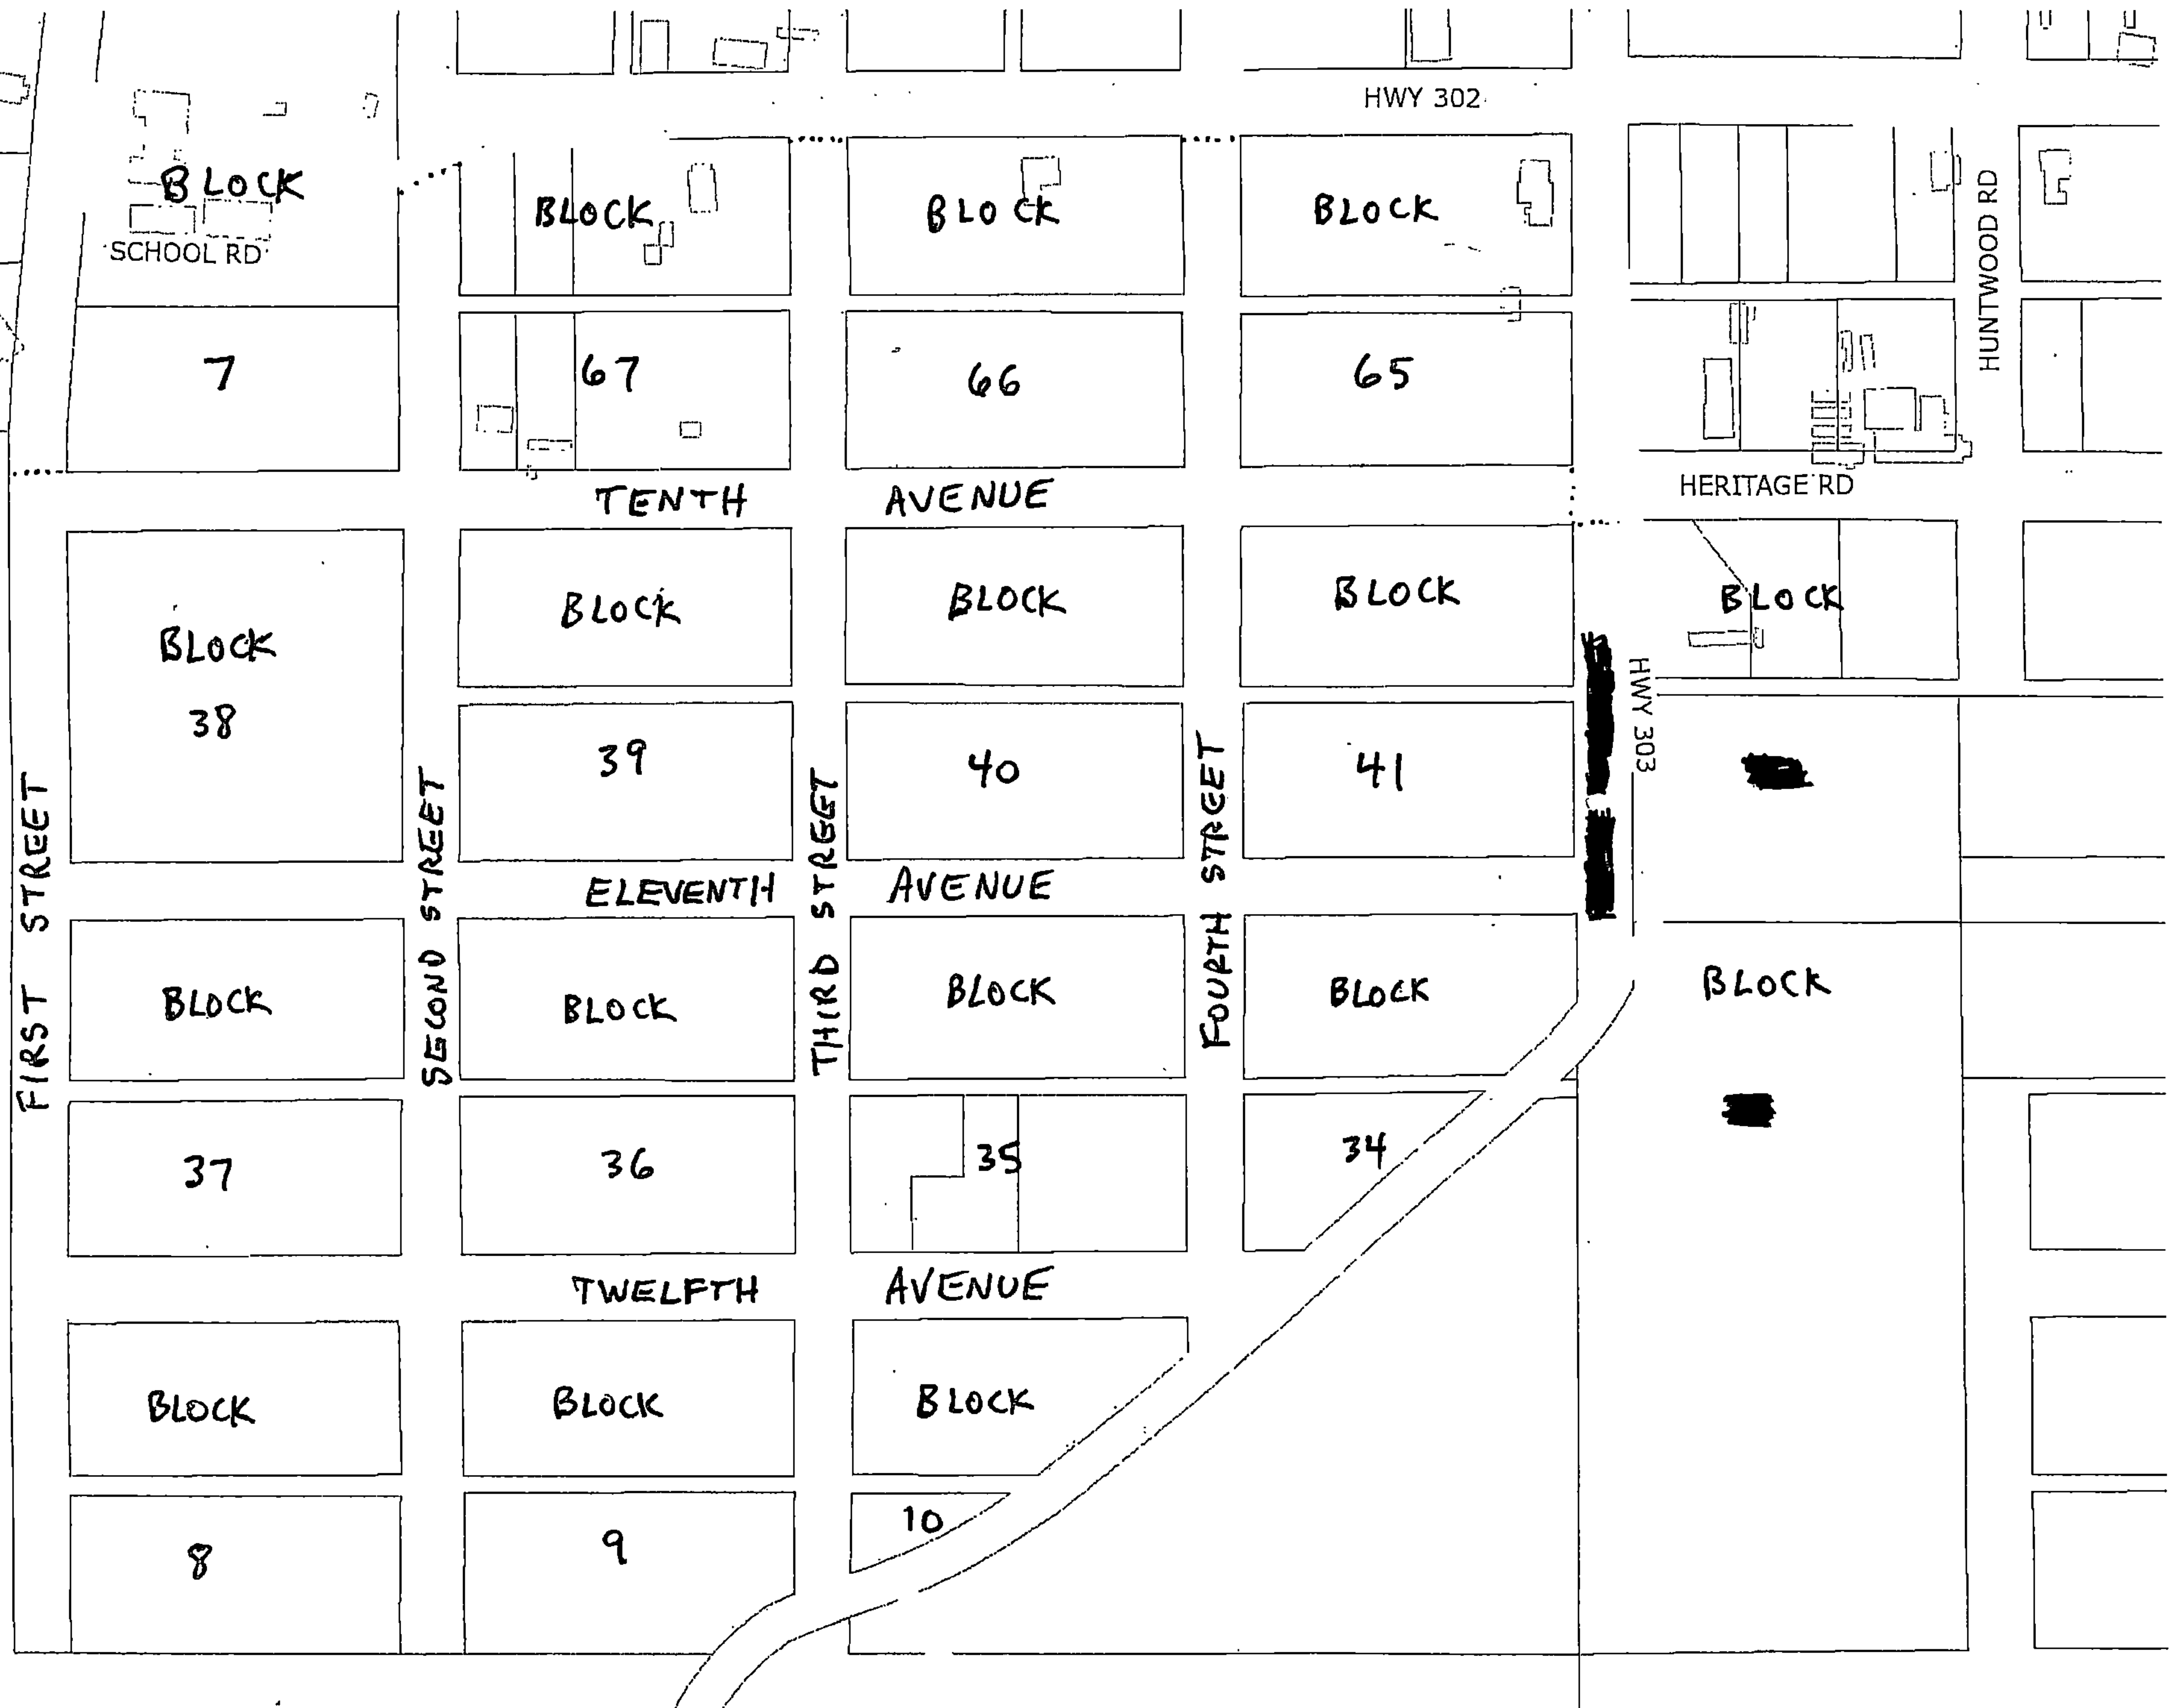 HWY 302
BLOCK
BLOCK
BLOCK
BLOCK
SCHOOL RD
HUNTWOOD RD
7
67
66
65
TENTH AVENUE
HERITAGE RD
BLOCK
38
BLOCK
BLOCK
BLOCK
BLOCK
HWY 303
39
40
41
FIRST STREET
SECOND STREET
THIRD STREET
FOURTH STREET
ELEVENTH AVENUE
BLOCK
BLOCK
BLOCK
BLOCK
BLOCK
37
36
35
34
TWELFTH AVENUE
BLOCK
BLOCK
BLOCK
8
9
10